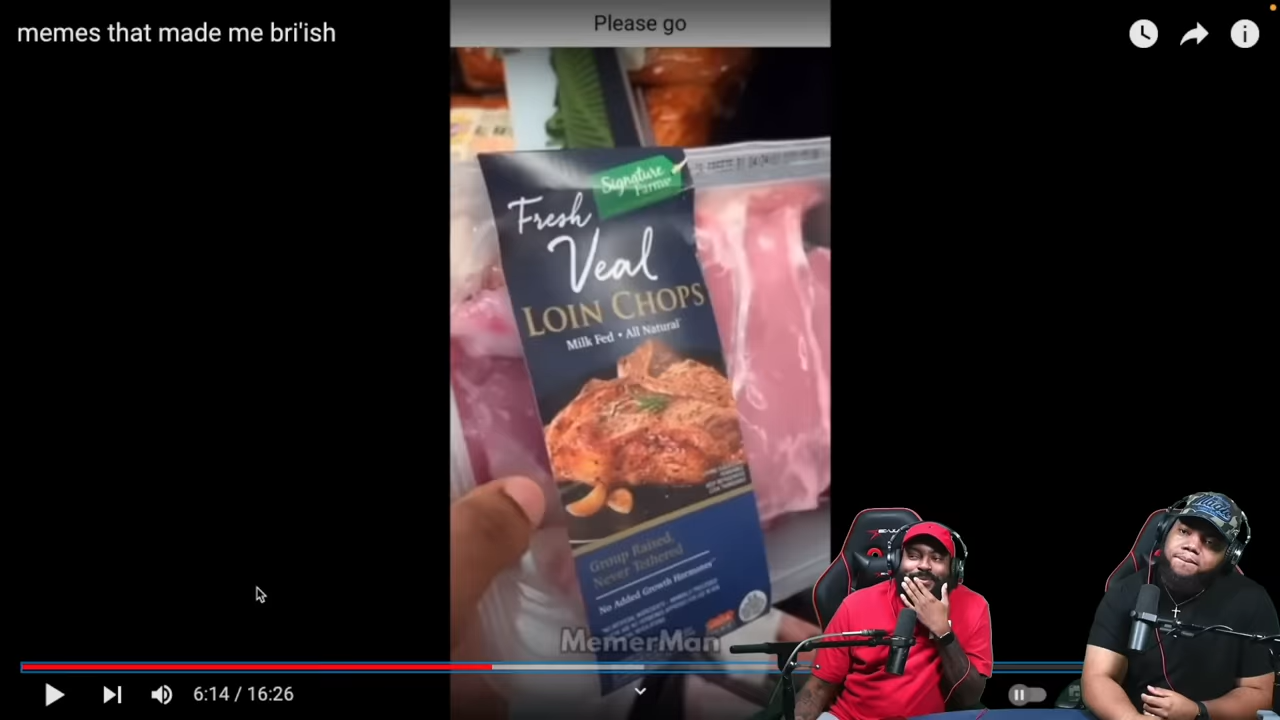 memes that made me bri'ish
Please go
Signature
Farms
Fresh
Veal
LOIN CHOPS
Milk Fed • All Natural
Group Raised,
Never Tethered
No Added Growth Hormones
MemerMan
6:14 / 16:26